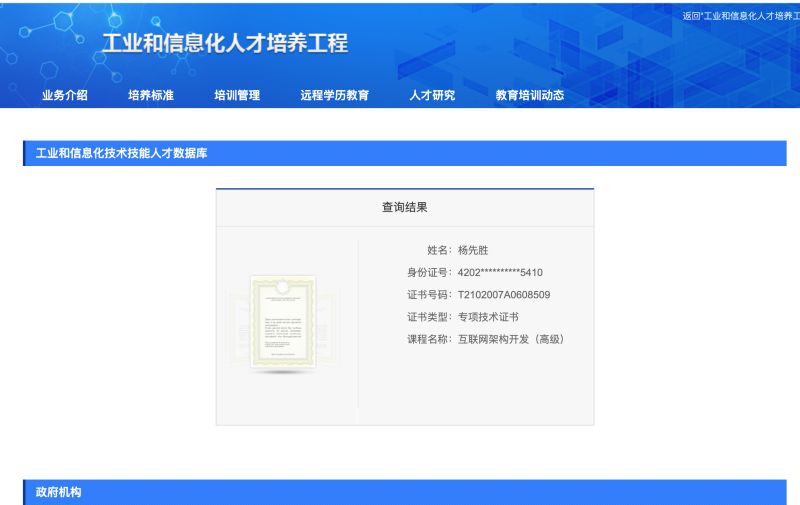 返回"工业和信息化人才培养工
工业和信息化人才培养工程
业务介绍 培养标准 培训管理 远程学历教育 人才研究 教育培训动态
工业和信息化技术技能人才数据库
查询结果
姓名：杨先胜
身份证号：4202**********5410
证书号码：T2102007A0608509
证书类型：专项技术证书
课程名称：互联网架构开发（高级）
政府机构